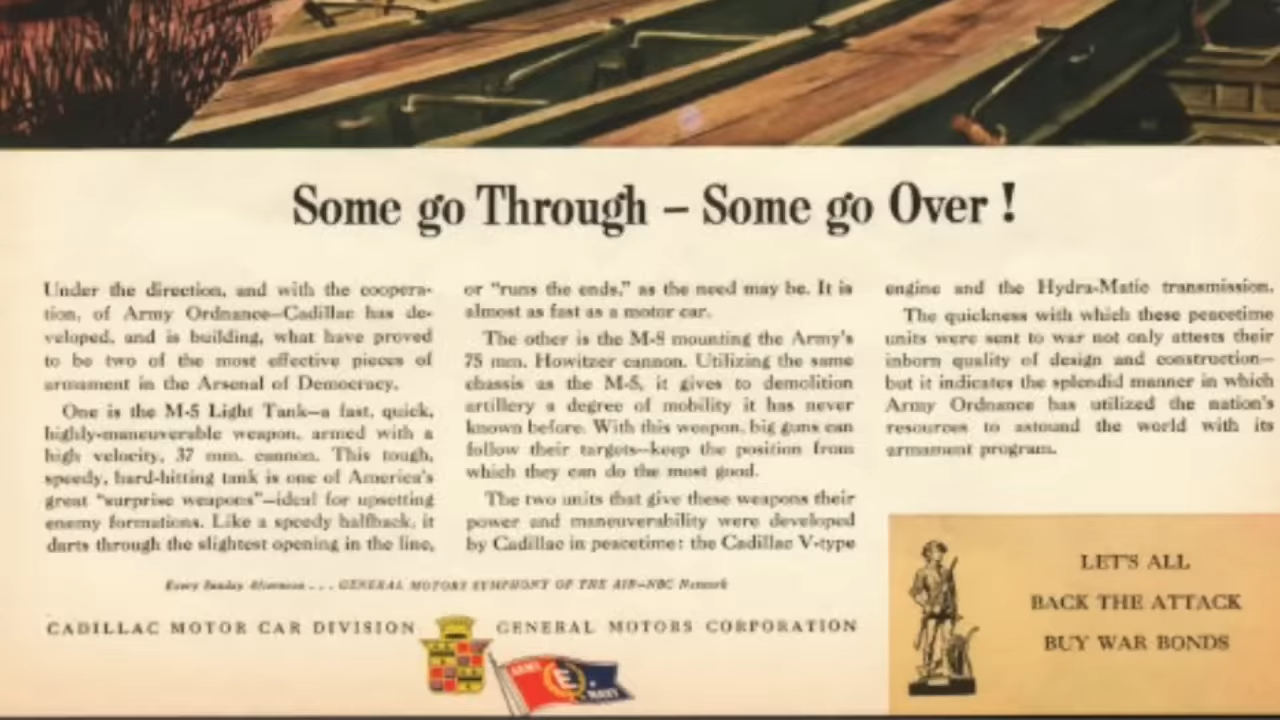 Some go Through – Some go Over !
Under the direction, and with the coopera-
tion, of Army Ordnance—Cadillac has de-
veloped, and is building, what have proved
to be two of the most effective pieces of
armament in the Arsenal of Democracy.
One is the M-5 Light Tank—a fast, quick,
highly-maneuverable weapon, armed with a
high velocity, 37 mm. cannon. This tough,
speedy, hard-hitting tank is one of America's
great "surprise weapons"—ideal for upsetting
enemy formations. Like a speedy halfback, it
darts through the slightest opening in the line,
or "runs the ends," as the need may be. It is
almost as fast as a motor car.
The other is the M-8 mounting the Army's
75 mm. Howitzer cannon. Utilizing the same
chassis as the M-5, it gives to demolition
artillery a degree of mobility it has never
known before. With this weapon, big guns can
follow their targets—keep the position from
which they can do the most good.
The two units that give these weapons their
power and maneuverability were developed
by Cadillac in peacetime: the Cadillac V-type
engine and the Hydra-Matic transmission.
The quickness with which these peacetime
units were sent to war not only attests their
inborn quality of design and construction—
but it indicates the splendid manner in which
Army Ordnance has utilized the nation's
resources to astound the world with its
armament program.
Every Sunday Afternoon . . . GENERAL MOTORS SYMPHONY OF THE AIR—NBC Network
CADILLAC MOTOR CAR DIVISION GENERAL MOTORS CORPORATION
ARMY E NAVY
LET'S ALL
BACK THE ATTACK
BUY WAR BONDS